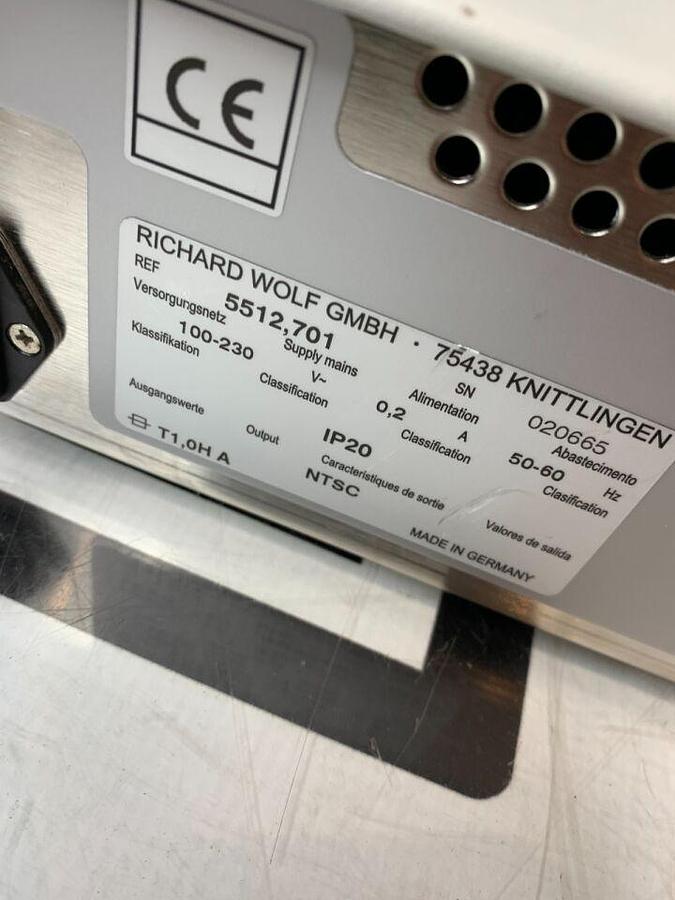 CE
RICHARD WOLF GMBH · 75438 KNITTLINGEN
REF 5512,701 SN 020665
Versorgungsnetz Supply mains Alimentation Abastecimento
100-230 V~ 0,2 A 50-60 Hz
Klassifikation Classification Classification Clasification
IP20
Ausgangswerte Output Caracteristiques de sortie Valores de salida
T1,0H A NTSC
MADE IN GERMANY